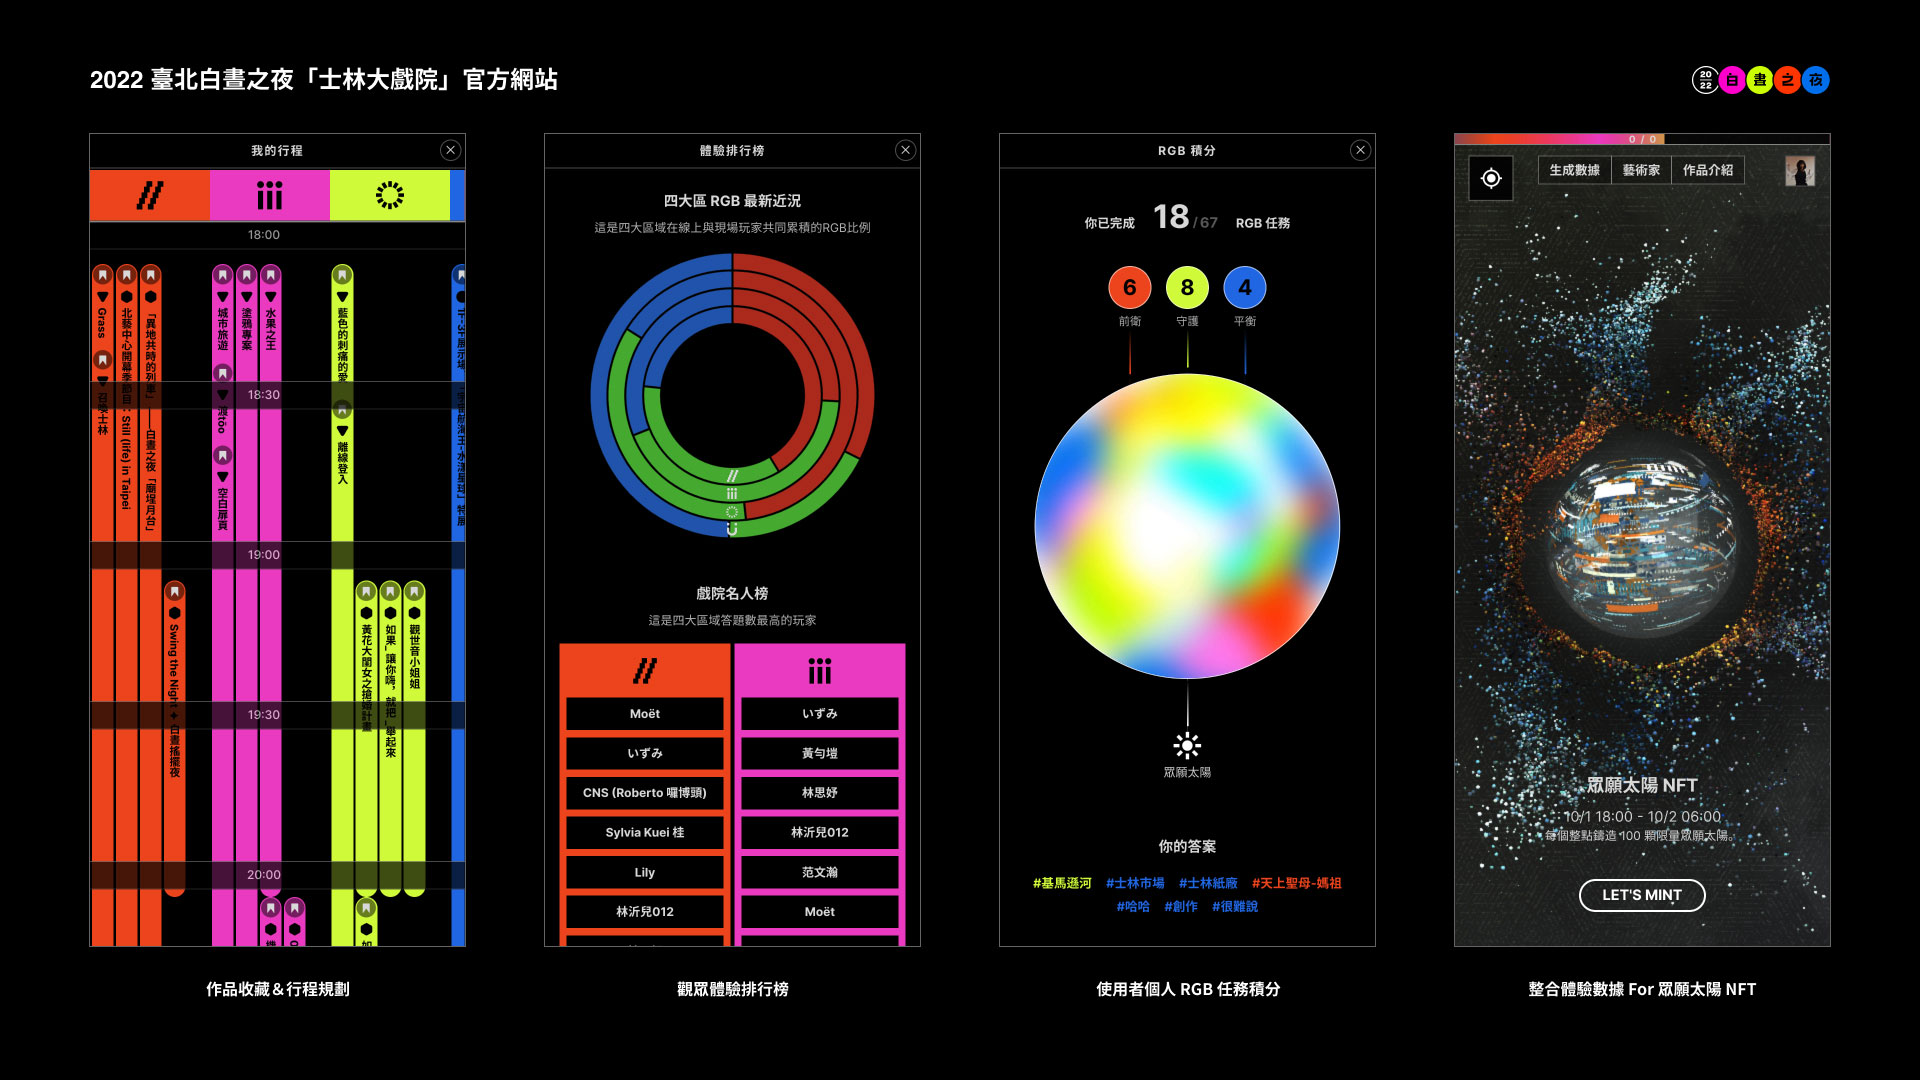 2022 臺北白晝之夜「士林大戲院」官方網站
20
22
白 晝 之 夜
我的行程
18:00
Grass
召喚士林
北藝中心開幕季節目：Still (life) in Taipei
「異地共時的列車」——白晝之夜「廟埕月台」
城市旅遊
渡tōo
空白扉頁
塗鴉專案
水果之王
藍色的刺痛的愛
離線登入
18:30
19:00
Swing the Night ✦ 白晝搖擺夜
黃花大閨女之搶婚計畫
如果_讓你嗨，就把_舉起來
觀世音小姐姐
19:30
20:00
作品收藏＆行程規劃
體驗排行榜
四大區 RGB 最新近況
這是四大區域在線上與現場玩家共同累積的RGB比例
戲院名人榜
這是四大區域答題數最高的玩家
Moët
いずみ
CNS (Roberto 囉博頭)
Sylvia Kuei 桂
Lily
林沂兒012
いずみ
黃勻塏
林思妤
林沂兒012
范文瀚
Moët
觀眾體驗排行榜
RGB 積分
你已完成 18 / 67 RGB 任務
6 8 4
前衛 守護 平衡
眾願太陽
你的答案
#基馬遜河 #士林市場 #士林紙廠 #天上聖母-媽祖
#哈哈 #創作 #很難說
使用者個人 RGB 任務積分
0 / 0
生成數據 藝術家 作品介紹
眾願太陽 NFT
10/1 18:00 - 10/2 06:00
每個整點鑄造 100 顆限量眾願太陽。
LET'S MINT
整合體驗數據 For 眾願太陽 NFT